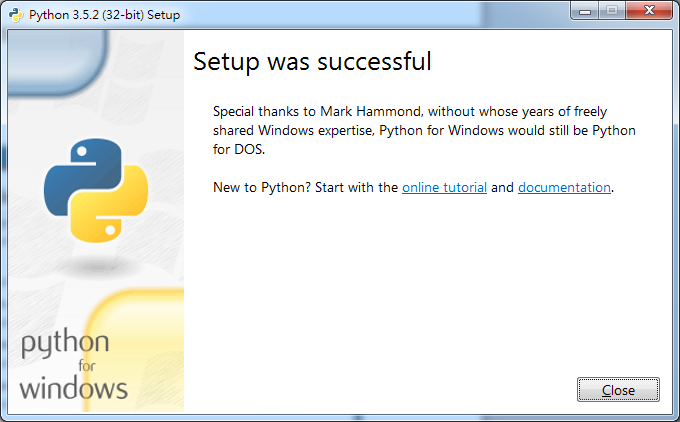 Python 3.5.2 (32-bit) Setup
Setup was successful
Special thanks to Mark Hammond, without whose years of freely
shared Windows expertise, Python for Windows would still be Python
for DOS.
New to Python? Start with the online tutorial and documentation.
python
for
windows
Close